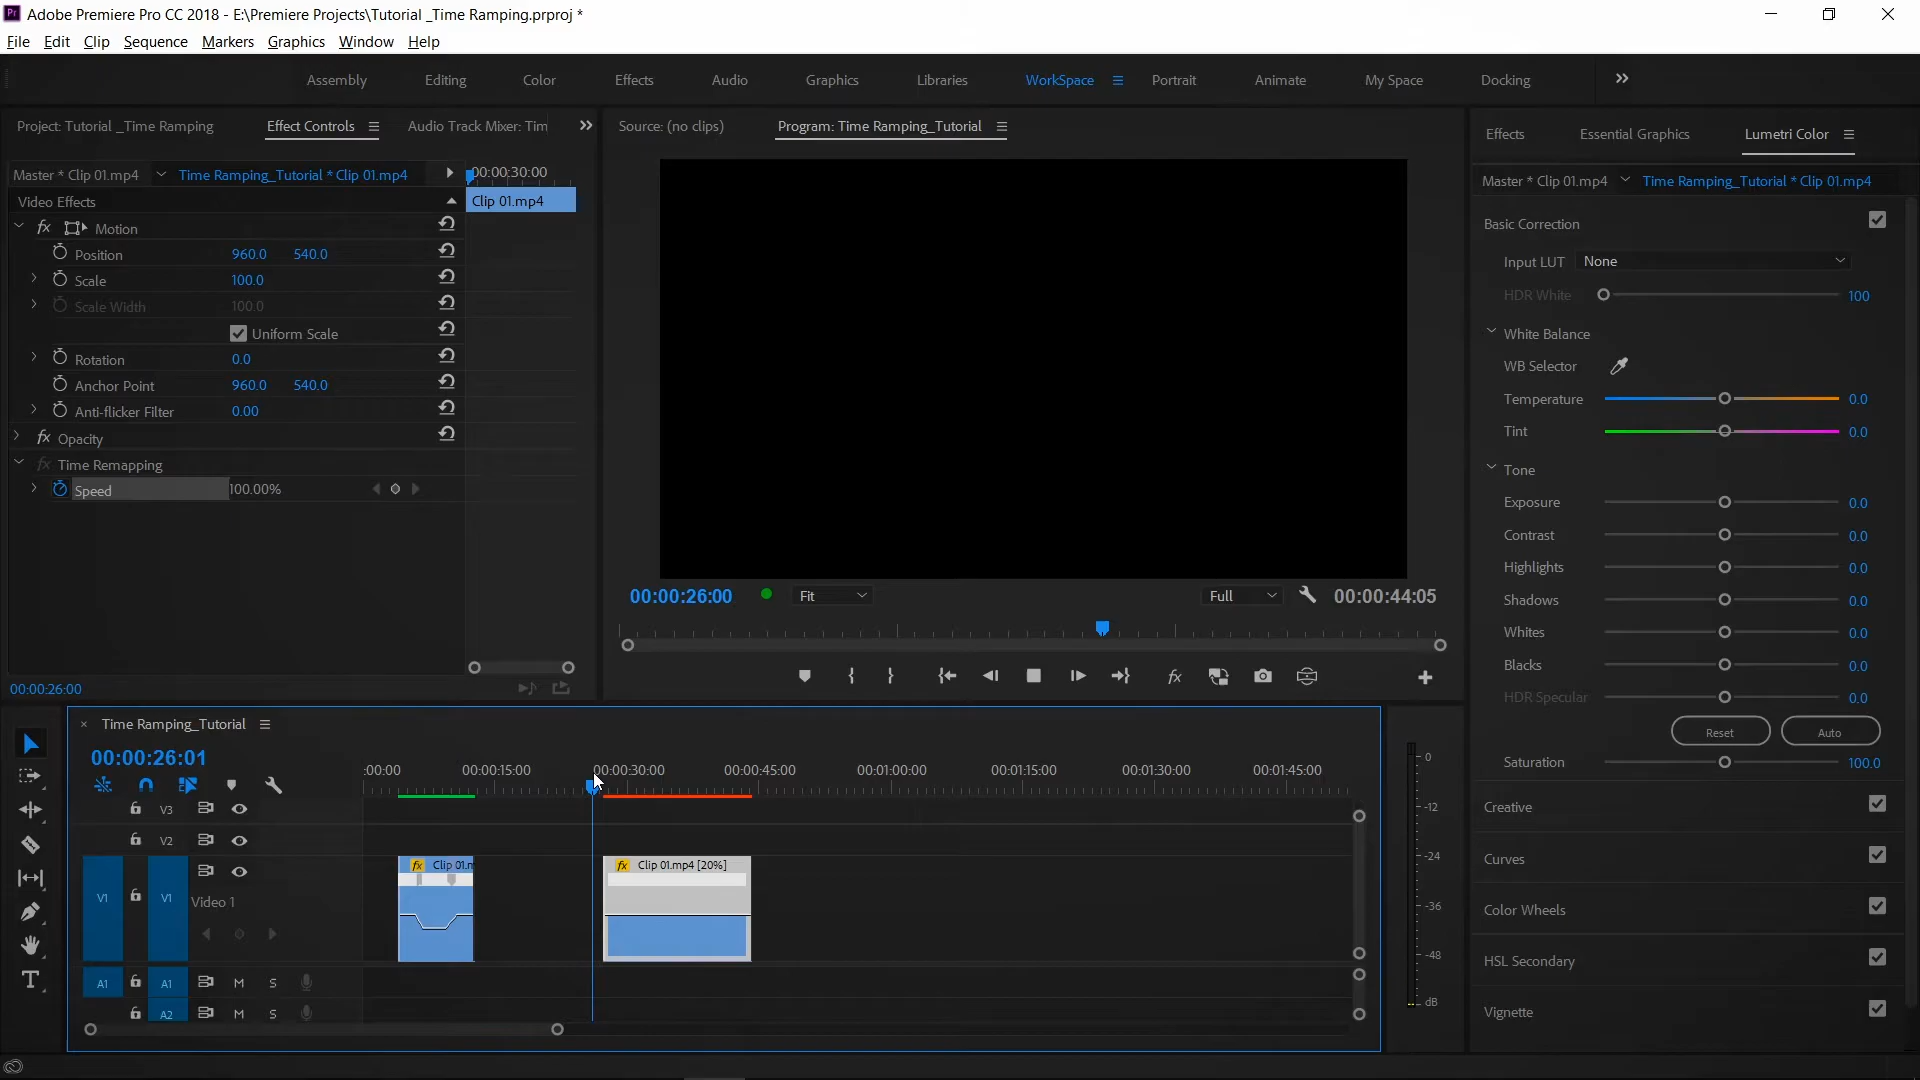 Adobe Premiere Pro CC 2018 - E:\Premiere Projects\Tutorial _Time Ramping.prproj *
File Edit Clip Sequence Markers Graphics Window Help
Assembly Editing Color Effects Audio Graphics Libraries WorkSpace Portrait Animate My Space Docking
Project: Tutorial _Time Ramping Effect Controls Audio Track Mixer: Tim
Source: (no clips) Program: Time Ramping_Tutorial
Effects Essential Graphics Lumetri Color
Master * Clip 01.mp4 Time Ramping_Tutorial * Clip 01.mp4 00:00:30:00
Video Effects Clip 01.mp4
fx Motion
Position 960.0 540.0
Scale 100.0
Scale Width 100.0
Uniform Scale
Rotation 0.0
Anchor Point 960.0 540.0
Anti-flicker Filter 0.00
fx Opacity
fx Time Remapping
Speed 100.00%
00:00:26:00
00:00:26:00 Fit Full 00:00:44:05
fx
Master * Clip 01.mp4 Time Ramping_Tutorial * Clip 01.mp4
Basic Correction
Input LUT None
HDR White 100
White Balance
WB Selector
Temperature 0.0
Tint 0.0
Tone
Exposure 0.0
Contrast 0.0
Highlights 0.0
Shadows 0.0
Whites 0.0
Blacks 0.0
HDR Specular 0.0
Reset Auto
Saturation 100.0
Creative
Curves
Color Wheels
HSL Secondary
Vignette
× Time Ramping_Tutorial
00:00:26:01
:00:00 00:00:15:00 00:00:30:00 00:00:45:00 00:01:00:00 00:01:15:00 00:01:30:00 00:01:45:00
V3
V2
fx Clip 01.m fx Clip 01.mp4 [20%]
V1 V1 Video 1
A1 A1 M S
A2 M S
T
0
-12
-24
-36
-48
dB